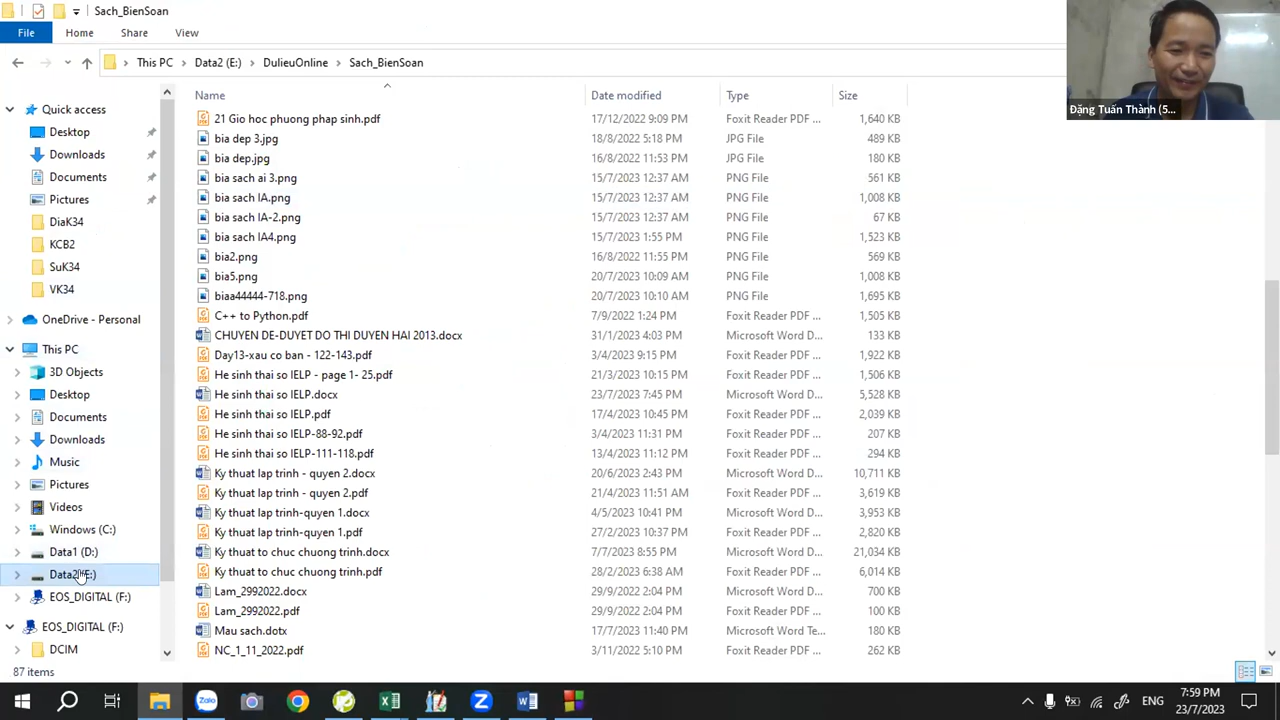 Sach_BienSoan
File Home Share View
This PC Data2 (E:) DulieuOnline Sach_BienSoan
Đặng Tuấn Thành (5...
Name Date modified Type Size
21 Gio hoc phuong phap sinh.pdf 17/12/2022 9:09 PM Foxit Reader PDF ... 1,640 KB
bia dep 3.jpg 18/8/2022 5:18 PM JPG File 489 KB
bia dep.jpg 16/8/2022 11:53 PM JPG File 180 KB
bia sach ai 3.png 15/7/2023 12:37 AM PNG File 561 KB
bia sach IA.png 15/7/2023 12:37 AM PNG File 1,008 KB
bia sach IA-2.png 15/7/2023 12:37 AM PNG File 67 KB
bia sach IA4.png 15/7/2023 1:55 PM PNG File 1,523 KB
bia2.png 16/8/2022 11:53 PM PNG File 569 KB
bia5.png 20/7/2023 10:09 AM PNG File 1,008 KB
biaa44444-718.png 20/7/2023 10:10 AM PNG File 1,695 KB
C++ to Python.pdf 7/9/2022 1:24 PM Foxit Reader PDF ... 1,505 KB
CHUYEN DE-DUYET DO THI DUYEN HAI 2013.docx 31/1/2023 4:03 PM Microsoft Word D... 133 KB
Day13-xau co ban - 122-143.pdf 3/4/2023 9:15 PM Foxit Reader PDF ... 1,922 KB
He sinh thai so IELP - page 1- 25.pdf 21/3/2023 10:15 PM Foxit Reader PDF ... 1,506 KB
He sinh thai so IELP.docx 23/7/2023 7:45 PM Microsoft Word D... 5,528 KB
He sinh thai so IELP.pdf 17/4/2023 10:45 PM Foxit Reader PDF ... 2,039 KB
He sinh thai so IELP-88-92.pdf 3/4/2023 11:31 PM Foxit Reader PDF ... 207 KB
He sinh thai so IELP-111-118.pdf 13/4/2023 11:12 PM Foxit Reader PDF ... 294 KB
Ky thuat lap trinh - quyen 2.docx 20/6/2023 2:43 PM Microsoft Word D... 10,711 KB
Ky thuat lap trinh - quyen 2.pdf 21/4/2023 11:51 AM Foxit Reader PDF ... 3,619 KB
Ky thuat lap trinh-quyen 1.docx 4/5/2023 10:41 PM Microsoft Word D... 3,953 KB
Ky thuat lap trinh-quyen 1.pdf 27/2/2023 10:37 PM Foxit Reader PDF ... 2,820 KB
Ky thuat to chuc chuong trinh.docx 7/7/2023 8:55 PM Microsoft Word D... 21,034 KB
Ky thuat to chuc chuong trinh.pdf 28/2/2023 6:38 AM Foxit Reader PDF ... 6,014 KB
Lam_2992022.docx 29/9/2022 2:04 PM Microsoft Word D... 700 KB
Lam_2992022.pdf 29/9/2022 2:04 PM Foxit Reader PDF ... 100 KB
Mau sach.dotx 17/7/2023 11:40 PM Microsoft Word Te... 180 KB
NC_1_11_2022.pdf 3/11/2022 5:10 PM Foxit Reader PDF ... 262 KB
Quick access
Desktop
Downloads
Documents
Pictures
DiaK34
KCB2
SuK34
VK34
OneDrive - Personal
This PC
3D Objects
Desktop
Documents
Downloads
Music
Pictures
Videos
Windows (C:)
Data1 (D:)
Data2 (E:)
EOS_DIGITAL (F:)
EOS_DIGITAL (F:)
DCIM
87 items
Zalo
ENG
7:59 PM
23/7/2023